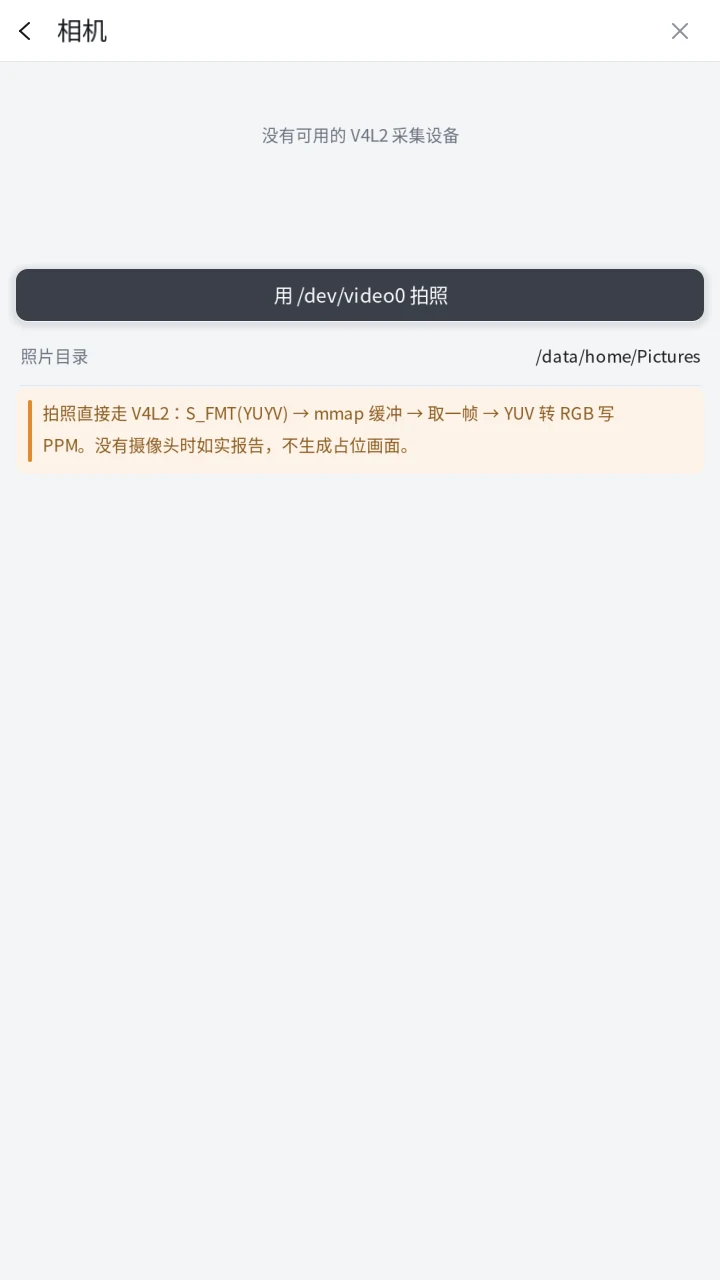 相机
没有可用的 V4L2 采集设备
用 /dev/video0 拍照
照片目录 /data/home/Pictures
拍照直接走 V4L2：S_FMT(YUYV) → mmap 缓冲 → 取一帧 → YUV 转 RGB 写
PPM。没有摄像头时如实报告，不生成占位画面。